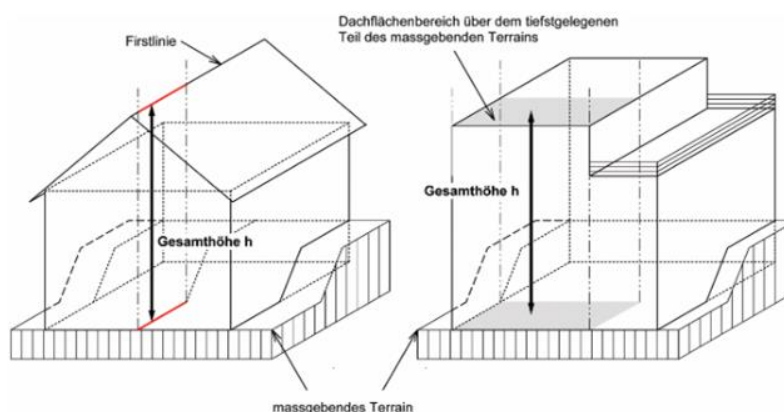 Dachflächenbereich über dem tiefstgelegenen
Teil des massgebenden Terrains
Firstlinie
Gesamthöhe h
Gesamthöhe h
massgebendes Terrain